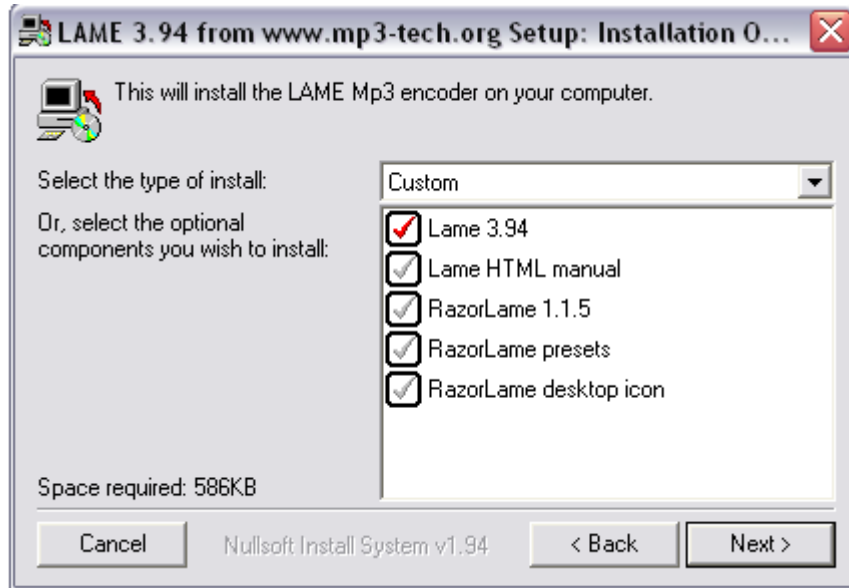 LAME 3.94 from www.mp3-tech.org Setup: Installation O...
This will install the LAME Mp3 encoder on your computer.
Select the type of install:
Custom
Or, select the optional
components you wish to install:
Lame 3.94
Lame HTML manual
RazorLame 1.1.5
RazorLame presets
RazorLame desktop icon
Space required: 586KB
Cancel
Nullsoft Install System v1.94
< Back
Next >